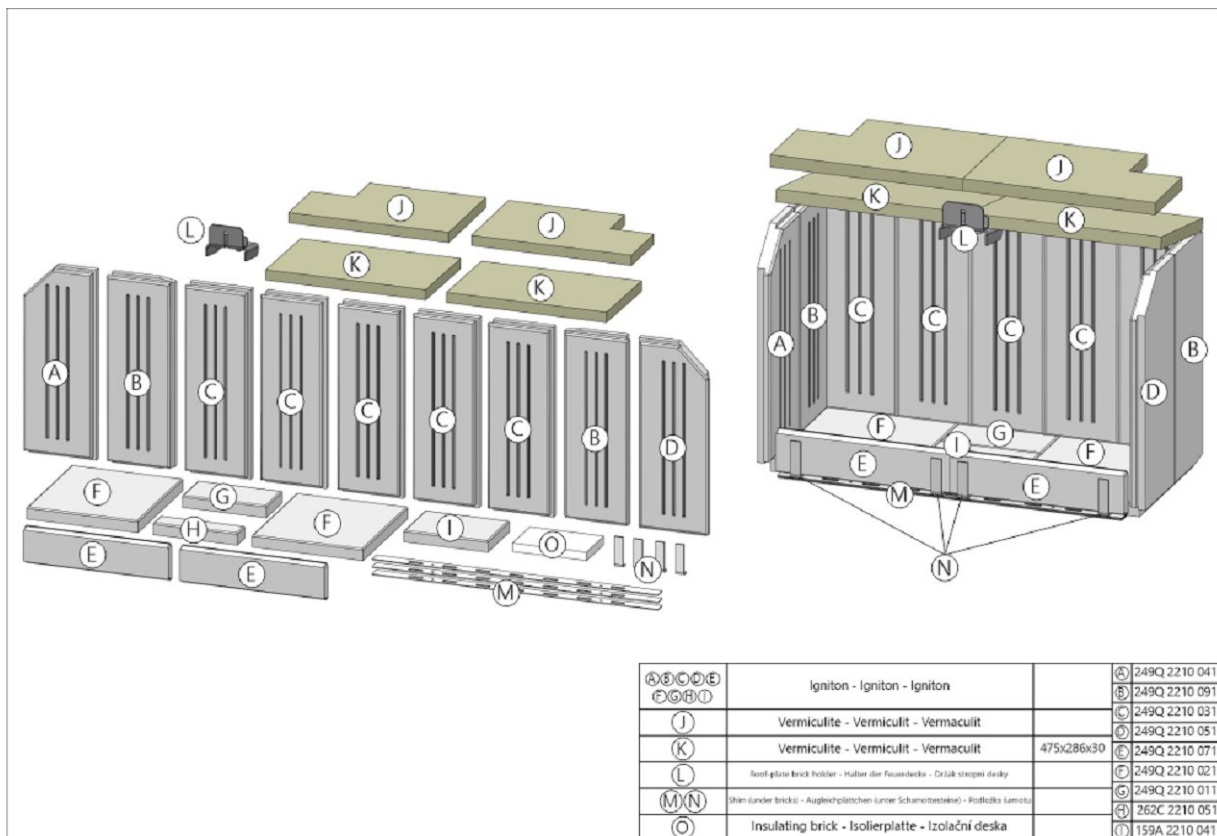 J
J
L
K
K
A
B
C
C
C
C
C
B
D
F
G
H
F
I
O
N
E
E
M
J
J
K
K
L
A
B
C
C
C
C
D
B
F
G
I
F
E
E
M
N
A B C D E
F G H I
Igniton - Igniton - Igniton
J
Vermiculite - Vermiculit - Vermaculit
K
Vermiculite - Vermiculit - Vermaculit
475x286x30
L
Roof-plate brick holder - Halter der Feuerdecke - Držák stropní desky
M N
Shim (under bricks) - Augleichplättchen (unter Schamottesteine) - Podložka šamotu
O
Insulating brick - Isolierplatte - Izolační deska
A 249Q 2210 041
B 249Q 2210 091
C 249Q 2210 031
D 249Q 2210 051
E 249Q 2210 071
F 249Q 2210 021
G 249Q 2210 011
H 262C 2210 051
I 159A 2210 041